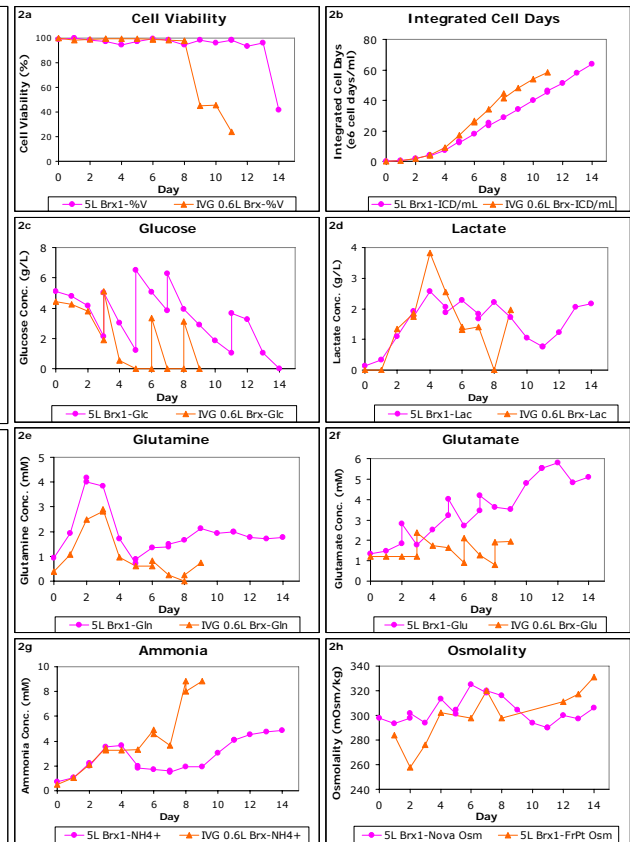 2a
Cell Viability
Cell Viability (%)
100
80
60
40
20
0
0 2 4 6 8 10 12 14
Day
5L Brx1-%V IVG 0.6L Brx-%V
2b
Integrated Cell Days
Integrated Cell Days
(e6 cell days/ml)
80
60
40
20
0
0 2 4 6 8 10 12 14
Day
5L Brx1-ICD/mL IVG 0.6L Brx-ICD/mL
2c
Glucose
Glucose Conc. (g/L)
8
6
4
2
0
0 2 4 6 8 10 12 14
Day
5L Brx1-Glc IVG 0.6L Brx-Glc
2d
Lactate
Lactate Conc. (g/L)
4
3
2
1
0
0 2 4 6 8 10 12 14
Day
5L Brx1-Lac IVG 0.6L Brx-Lac
2e
Glutamine
Glutamine Conc. (mM)
5
4
3
2
1
0
0 2 4 6 8 10 12 14
Day
5L Brx1-Gln IVG 0.6L Brx-Gln
2f
Glutamate
Glutamate Conc. (mM)
6
5
4
3
2
1
0
0 2 4 6 8 10 12 14
Day
5L Brx1-Glu IVG 0.6L Brx-Glu
2g
Ammonia
Ammonia Conc. (mM)
10
8
6
4
2
0
0 2 4 6 8 10 12 14
Day
5L Brx1-NH4+ IVG 0.6L Brx-NH4+
2h
Osmolality
Osmolality (mOsm/kg)
340
320
300
280
260
240
0 2 4 6 8 10 12 14
Day
5L Brx1-Nova Osm 5L Brx1-FrPt Osm